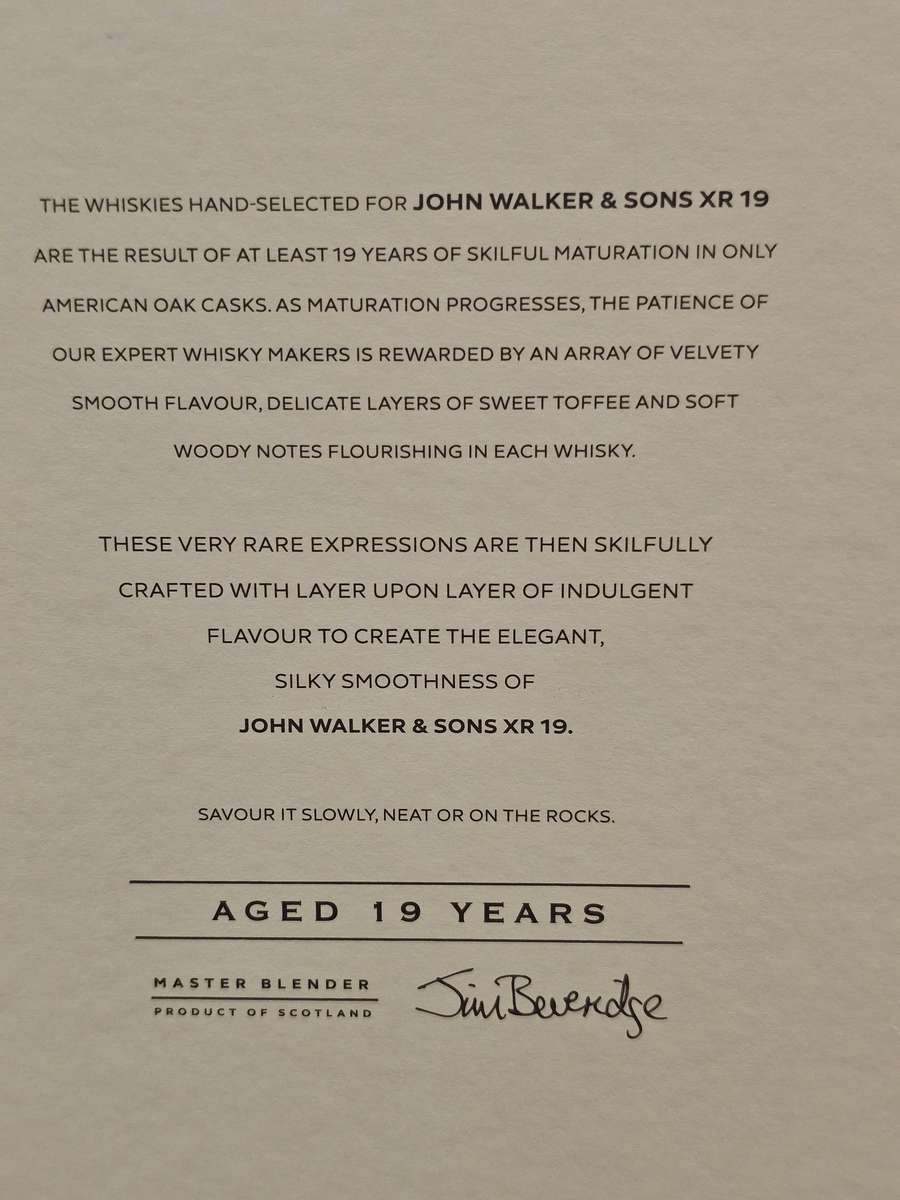 THE WHISKIES HAND-SELECTED FOR JOHN WALKER & SONS XR 19
ARE THE RESULT OF AT LEAST 19 YEARS OF SKILFUL MATURATION IN ONLY
AMERICAN OAK CASKS. AS MATURATION PROGRESSES, THE PATIENCE OF
OUR EXPERT WHISKY MAKERS IS REWARDED BY AN ARRAY OF VELVETY
SMOOTH FLAVOUR, DELICATE LAYERS OF SWEET TOFFEE AND SOFT
WOODY NOTES FLOURISHING IN EACH WHISKY.
THESE VERY RARE EXPRESSIONS ARE THEN SKILFULLY
CRAFTED WITH LAYER UPON LAYER OF INDULGENT
FLAVOUR TO CREATE THE ELEGANT,
SILKY SMOOTHNESS OF
JOHN WALKER & SONS XR 19.
SAVOUR IT SLOWLY, NEAT OR ON THE ROCKS.
AGED 19 YEARS
MASTER BLENDER
PRODUCT OF SCOTLAND
Jim Beveridge